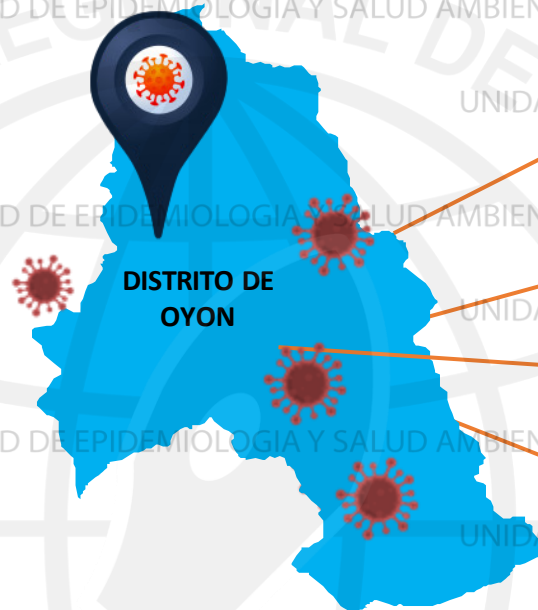 D DE EPIDEMIOLOGIA Y SALUD AMBIEN
UNIDA
D DE EPIDEMIOLOGIA Y SALUD AMBIEN
DISTRITO DE
OYON
UNIDA
D DE EPIDEMIOLOGIA Y SALUD AMBIEN
UNIDA